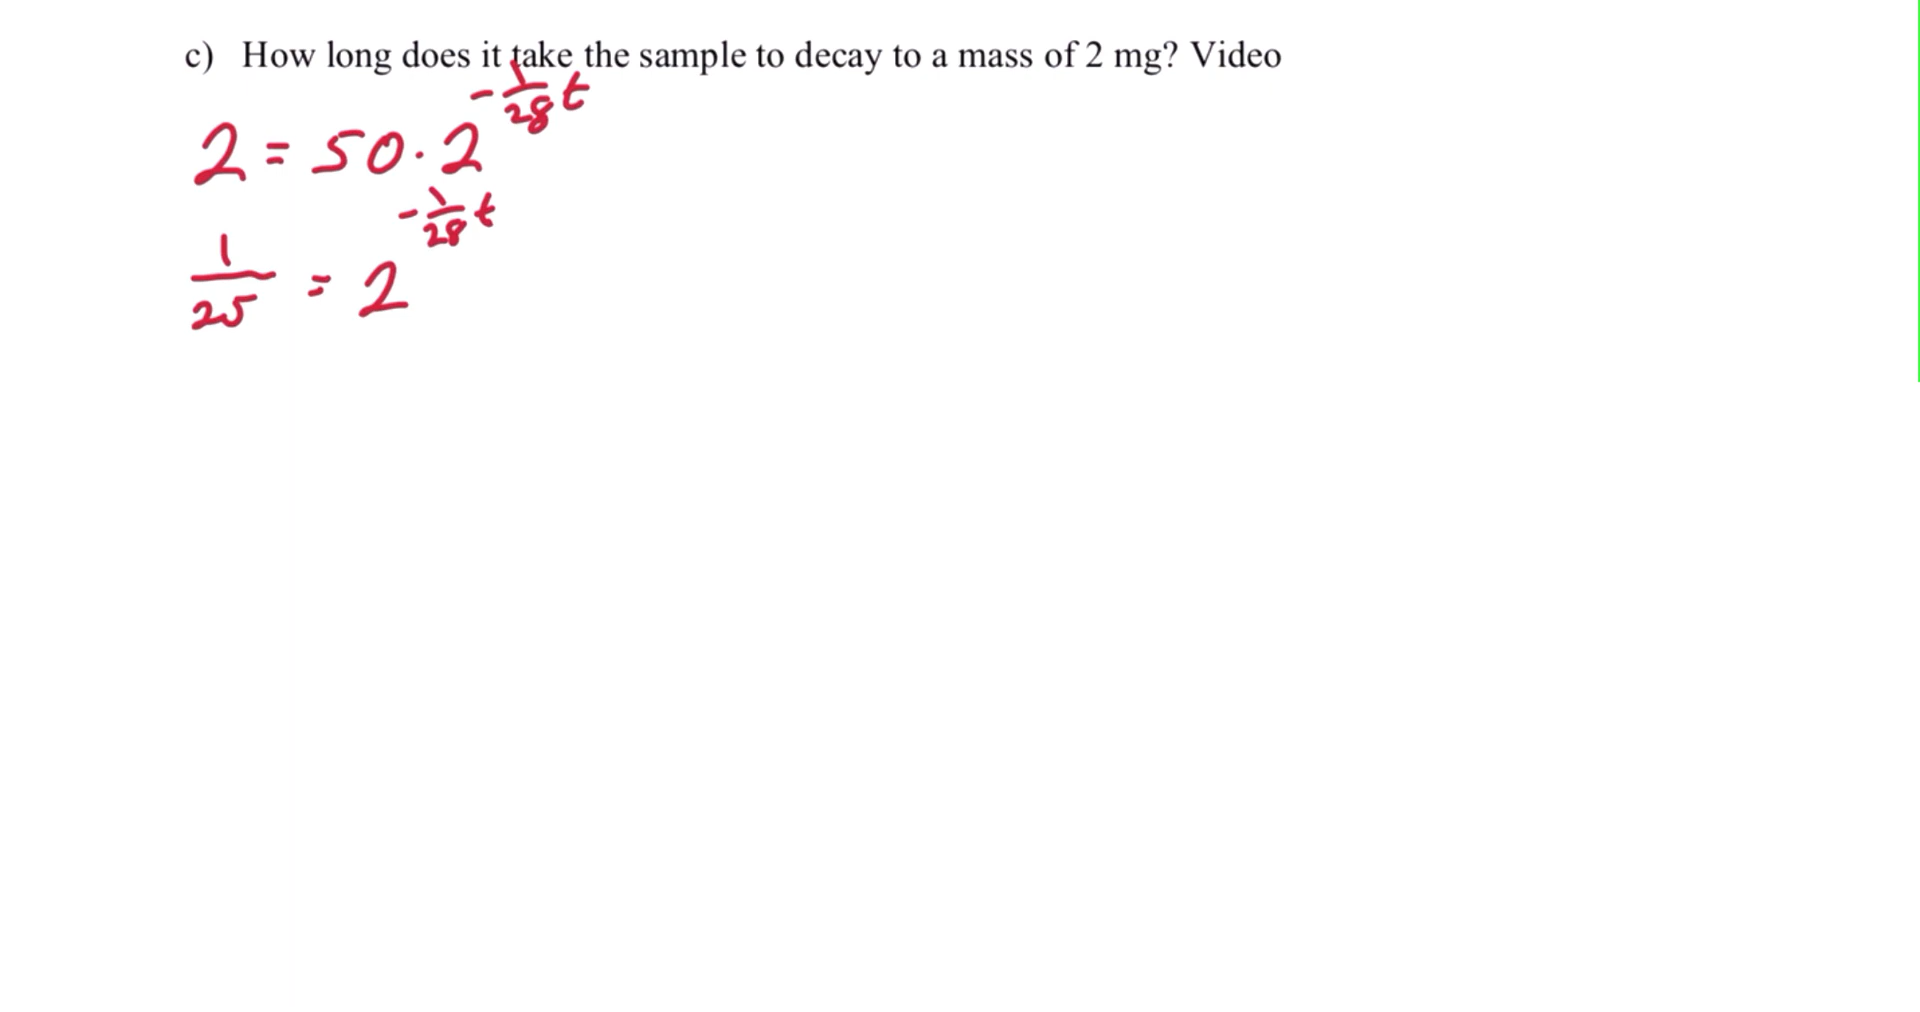 c) How long does it take the sample to decay to a mass of 2 mg? Video
2 = 50 · 2^(-1/28 t)
1/25 = 2^(-1/28 t)